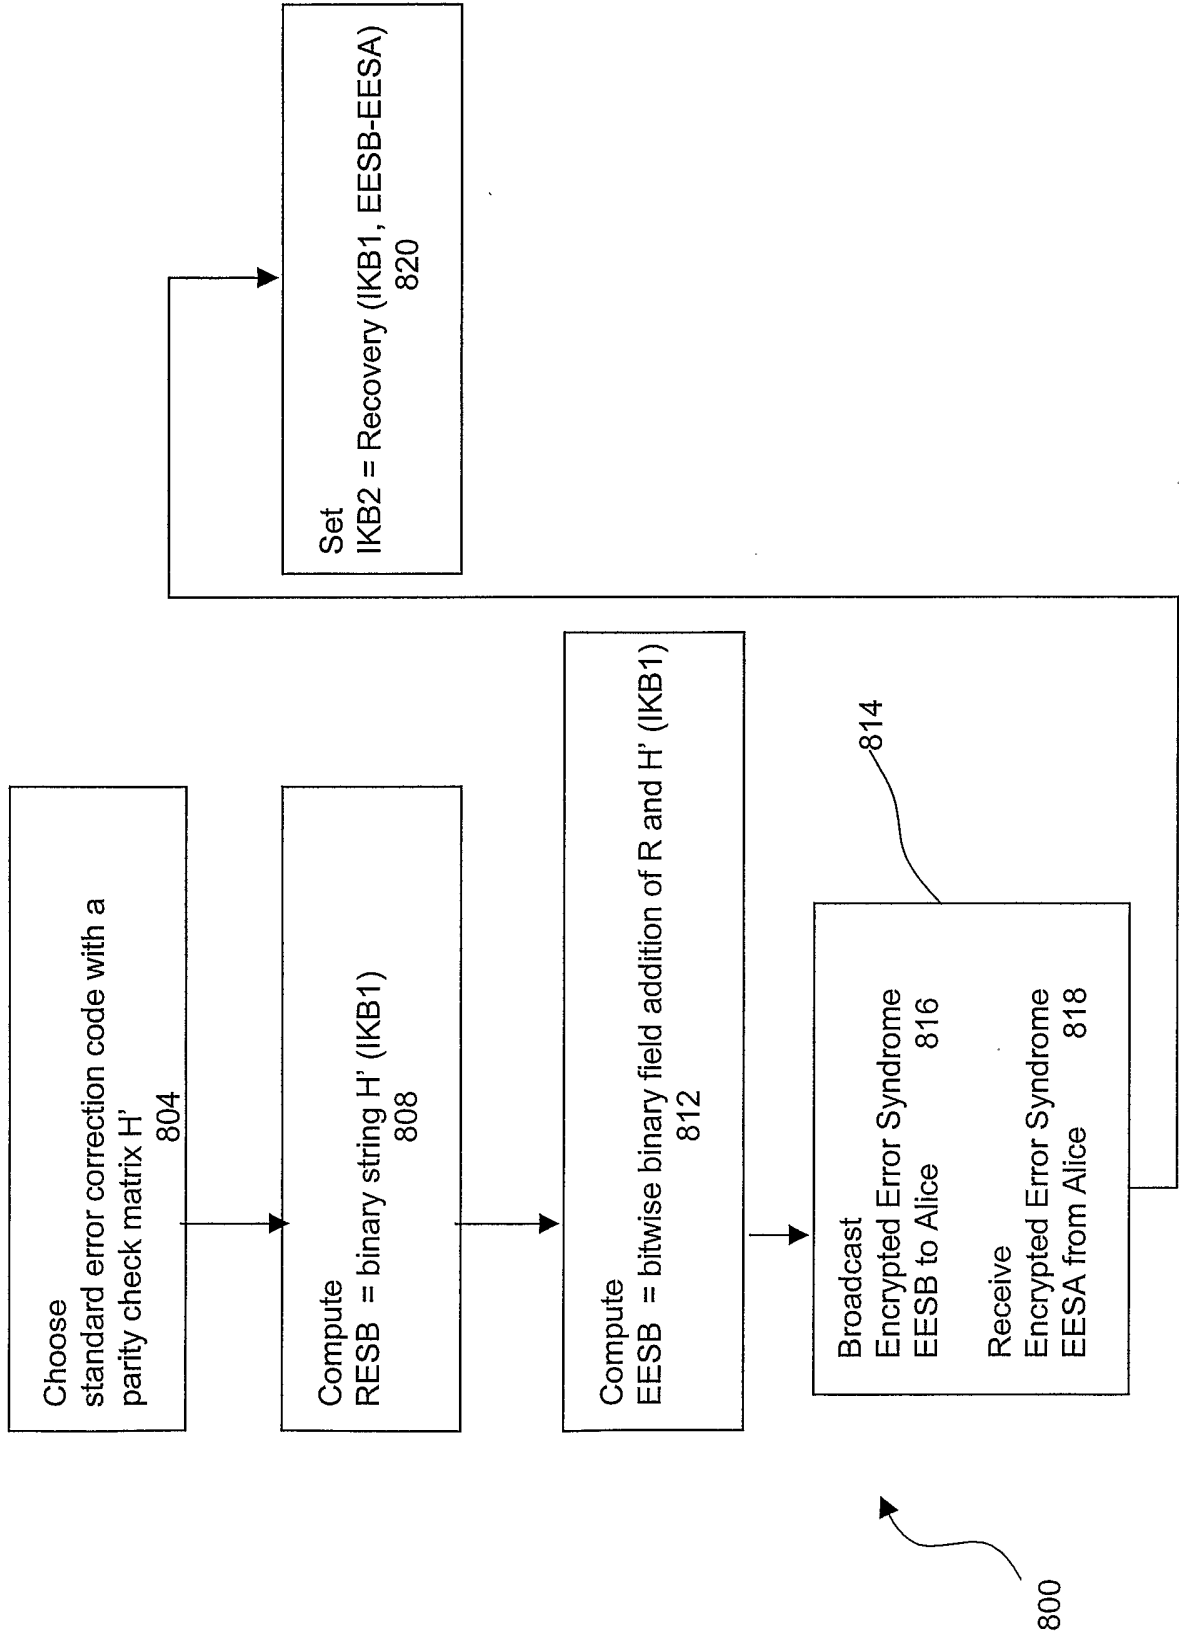 Choose
standard error correction code with a
parity check matrix H'
804
Compute
RESB = binary string H' (IKB1)
808
Compute
EESB = bitwise binary field addition of R and H' (IKB1)
812
Broadcast
Encrypted Error Syndrome
EESB to Alice 816
Receive
Encrypted Error Syndrome
EESA from Alice 818
814
Set
IKB2 = Recovery (IKB1, EESB-EESA)
820
800